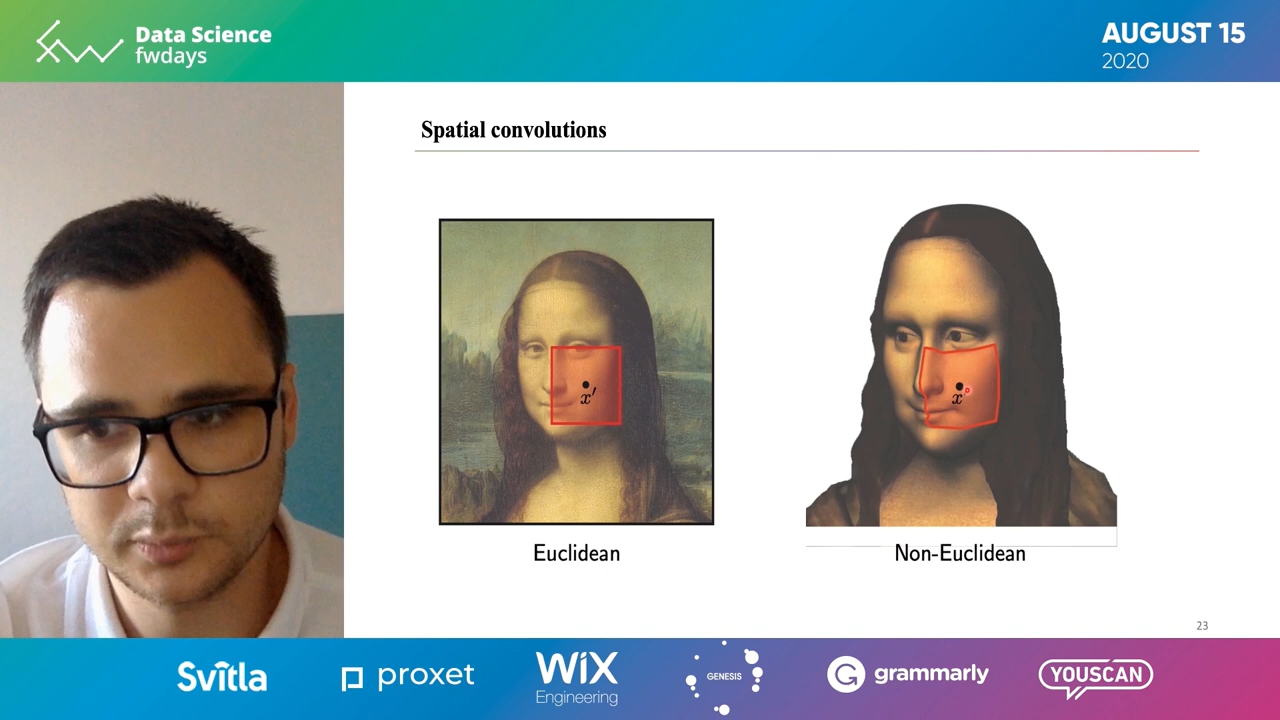 Data Science
fwdays
AUGUST 15
2020
Spatial convolutions
x′
x
Euclidean
Non-Euclidean
23
Svitla
proxet
WiX
Engineering
GENESIS
grammarly
YOUSCAN